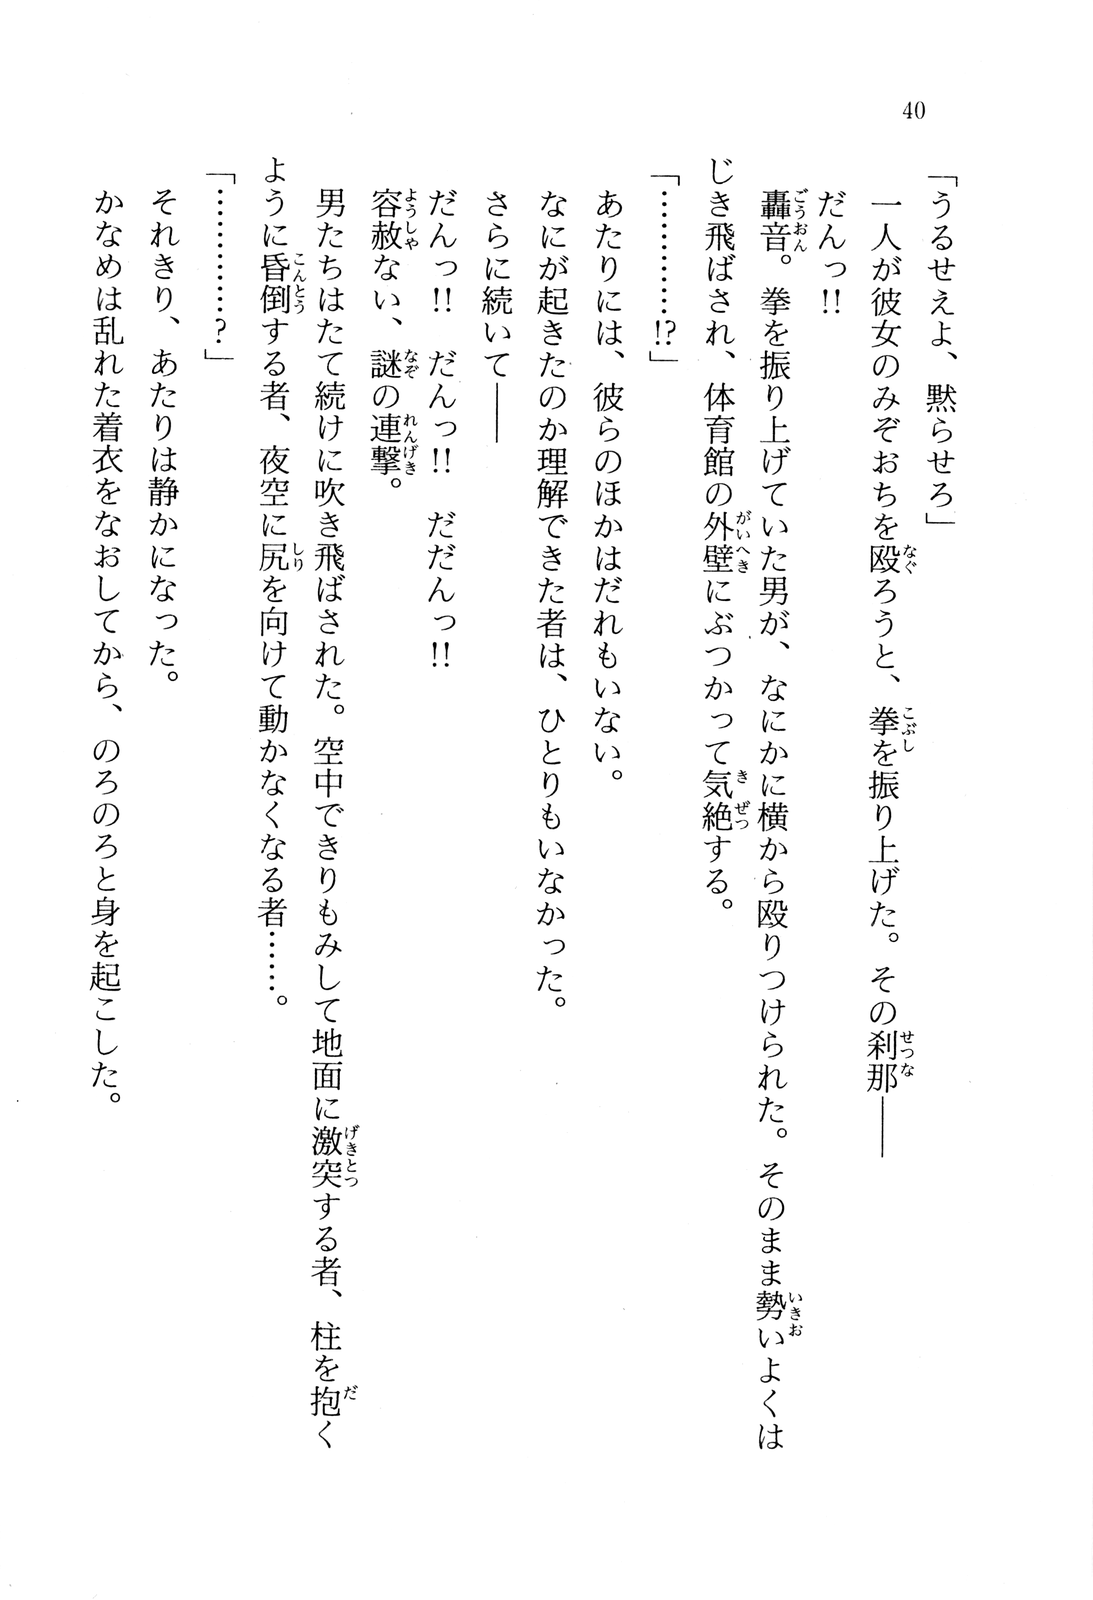 40
「うるせえよ、黙らせろ」
一人が彼女のみぞおちを殴ろうと、拳を振り上げた。その刹那――
だんっ!!
轟音。拳を振り上げていた男が、なにかに横から殴りつけられた。そのまま勢いよくは
じき飛ばされ、体育館の外壁にぶつかって気絶する。
「…………!?」
あたりには、彼らのほかはだれもいない。
なにが起きたのか理解できた者は、ひとりもいなかった。
さらに続いて――
だんっ!! だんっ!! だだんっ!!
容赦ない、謎の連撃。
男たちはたて続けに吹き飛ばされた。空中できりもみして地面に激突する者、柱を抱く
ように昏倒する者、夜空に尻を向けて動かなくなる者……。
「…………?」
それきり、あたりは静かになった。
かなめは乱れた着衣をなおしてから、のろのろと身を起こした。